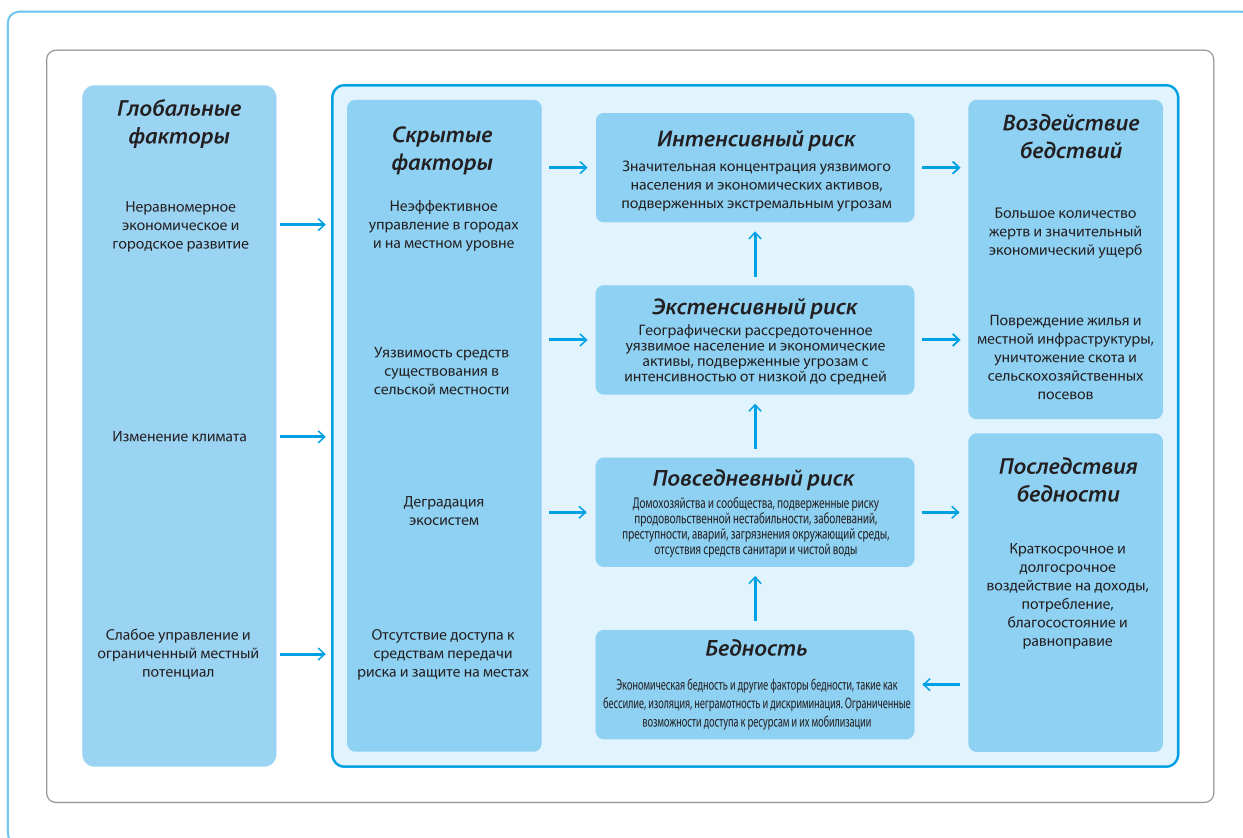 Глобальные
факторы
Неравномерное
экономическое и
городское развитие
Изменение климата
Слабое управление и
ограниченный местный
потенциал
Скрытые
факторы
Неэффективное
управление в городах
и на местном уровне
Уязвимость средств
существования в
сельской местности
Деградация
экосистем
Отсутствие доступа к
средствам передачи
риска и защите на местах
Интенсивный риск
Значительная концентрация уязвимого
населения и экономических активов,
подверженных экстремальным угрозам
Экстенсивный риск
Географически рассредоточенное
уязвимое население и экономические
активы, подверженные угрозам с
интенсивностью от низкой до средней
Повседневный риск
Домохозяйства и сообщества, подверженные риску
продовольственной нестабильности, заболеваний,
преступности, аварий, загрязнения окружающий среды,
отсуствия средств санитари и чистой воды
Бедность
Экономическая бедность и другие факторы бедности, такие как
бессилие, изоляция, неграмотность и дискриминация. Ограниченные
возможности доступа к ресурсам и их мобилизации
Воздействие
бедствий
Большое количество
жертв и значительный
экономический ущерб
Повреждение жилья и
местной инфраструктуры,
уничтожение скота и
сельскохозяйственных
посевов
Последствия
бедности
Краткосрочное и
долгосрочное
воздействие на доходы,
потребление,
благосостояние и
равноправие